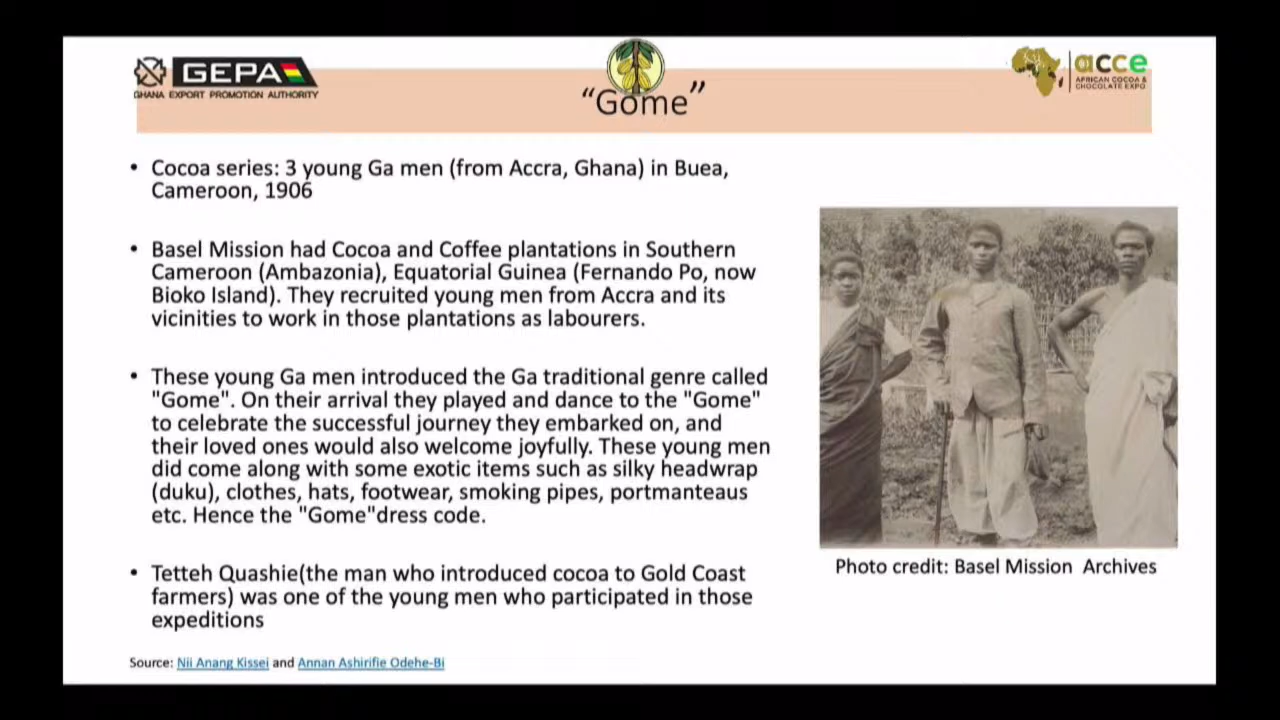 GEPA
GHANA EXPORT PROMOTION AUTHORITY
acce
AFRICAN COCOA &
CHOCOLATE EXPO
“Gome”
• Cocoa series: 3 young Ga men (from Accra, Ghana) in Buea,
Cameroon, 1906
• Basel Mission had Cocoa and Coffee plantations in Southern
Cameroon (Ambazonia), Equatorial Guinea (Fernando Po, now
Bioko Island). They recruited young men from Accra and its
vicinities to work in those plantations as labourers.
• These young Ga men introduced the Ga traditional genre called
"Gome". On their arrival they played and dance to the "Gome"
to celebrate the successful journey they embarked on, and
their loved ones would also welcome joyfully. These young men
did come along with some exotic items such as silky headwrap
(duku), clothes, hats, footwear, smoking pipes, portmanteaus
etc. Hence the "Gome"dress code.
• Tetteh Quashie(the man who introduced cocoa to Gold Coast
farmers) was one of the young men who participated in those
expeditions
Source: Nii Anang Kissei and Annan Ashirifie Odehe-Bi
Photo credit: Basel Mission Archives